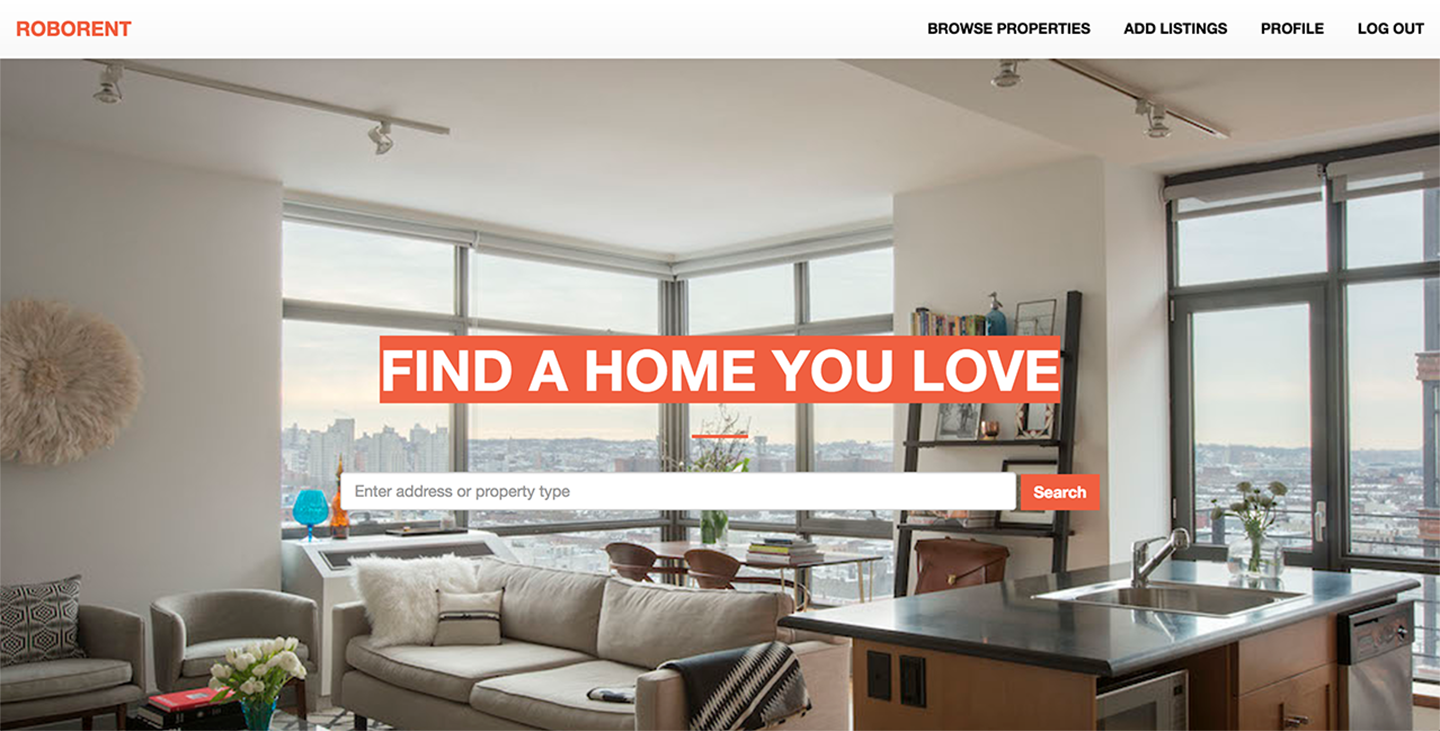 ROBORENT
BROWSE PROPERTIES
ADD LISTINGS
PROFILE
LOG OUT
FIND A HOME YOU LOVE
Enter address or property type
Search